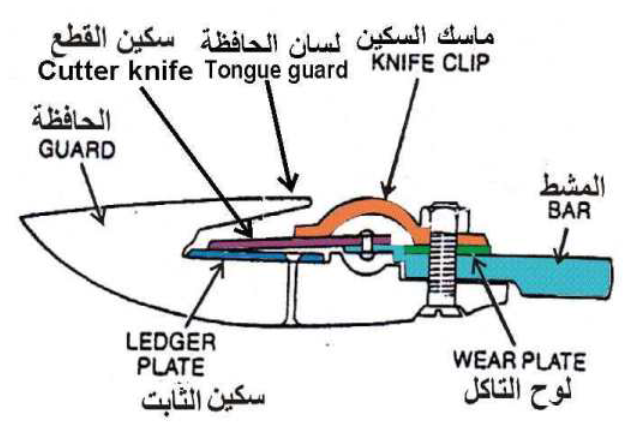 سكين القطع
Cutter knife
لسان الحافظة
Tongue guard
ماسك السكين
KNIFE CLIP
الحافظة
GUARD
المشط
BAR
LEDGER
PLATE
سكين الثابت
WEAR PLATE
لوح التاكل